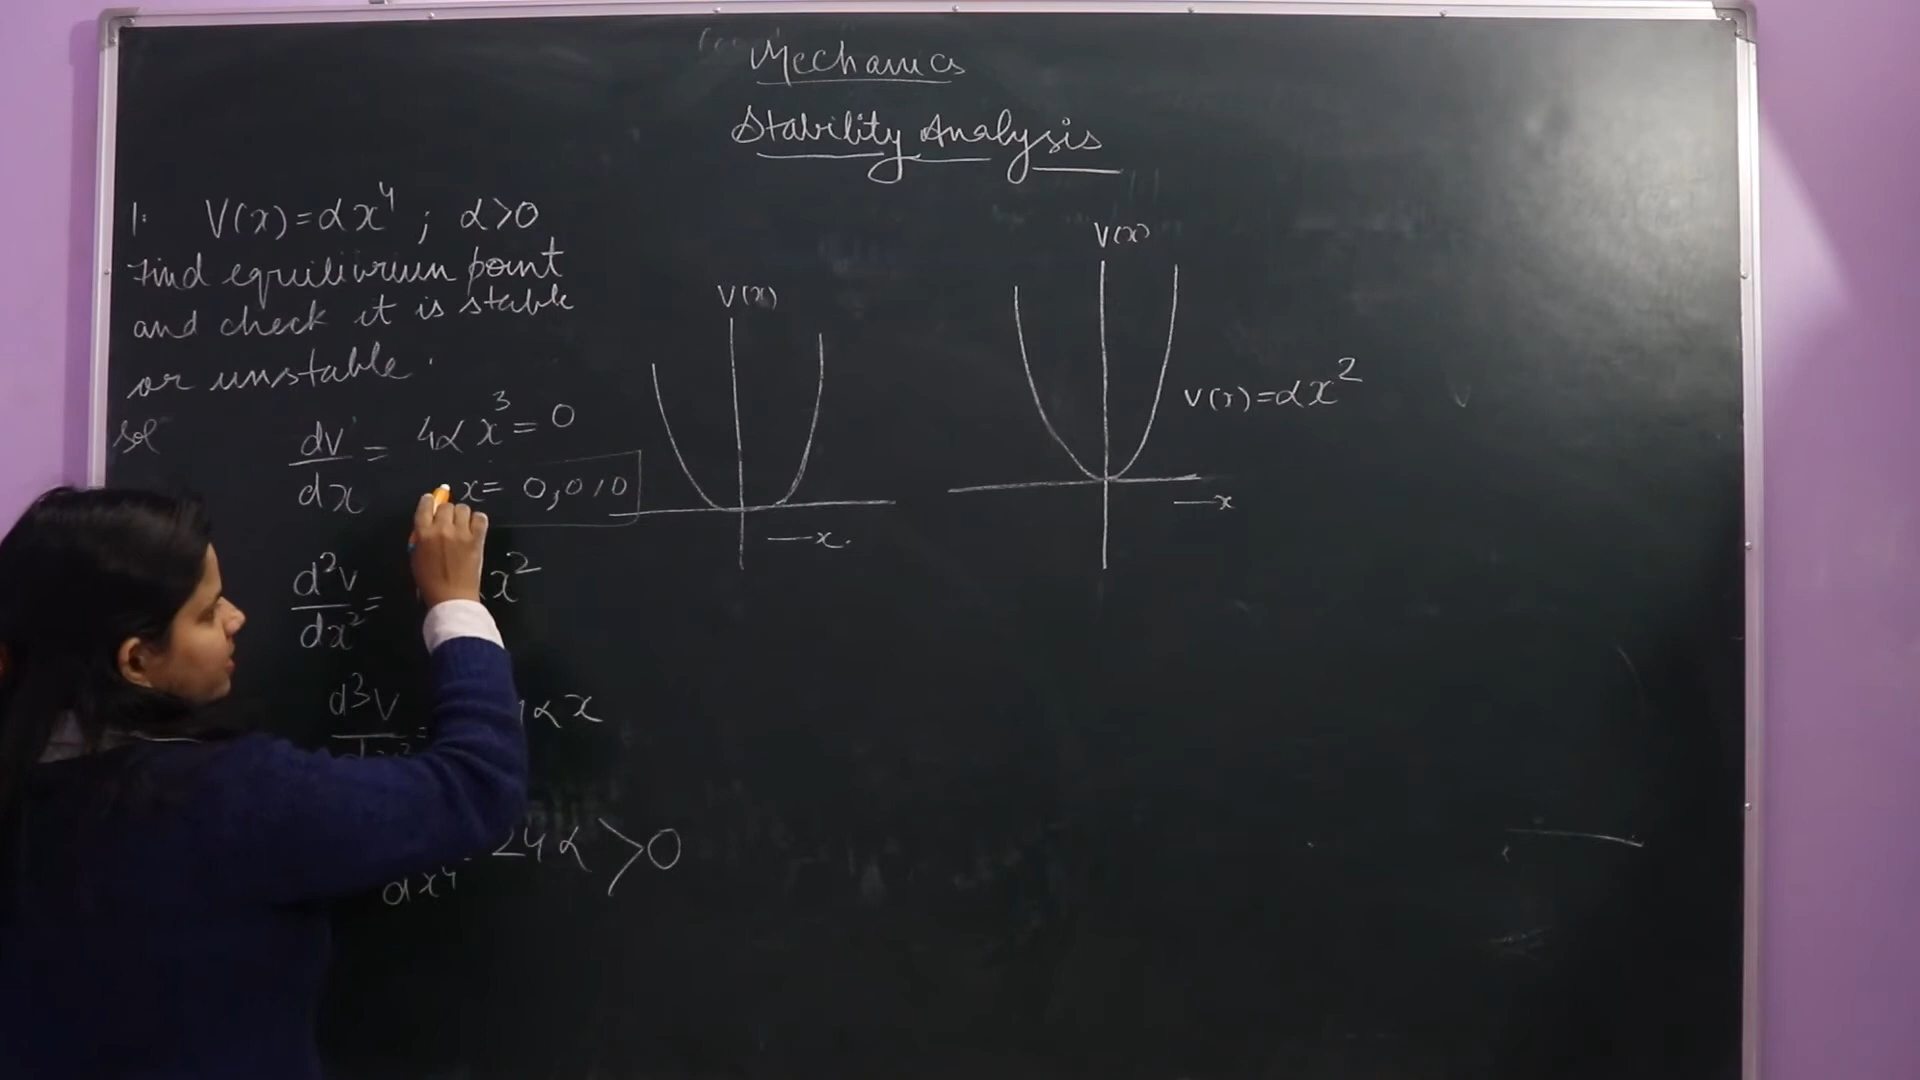 Mechanics
Stability Analysis
1. V(x)=αx⁴ ; α>0
Find equilibrium point
and check it is stable
or unstable.
sol
dV/dx = 4αx³ = 0
x = 0,0,0
d²V/dx² = x²
d³V = αx
dx⁴ 24α >0
V(x)
x
V(x)
V(x)=αx²
x